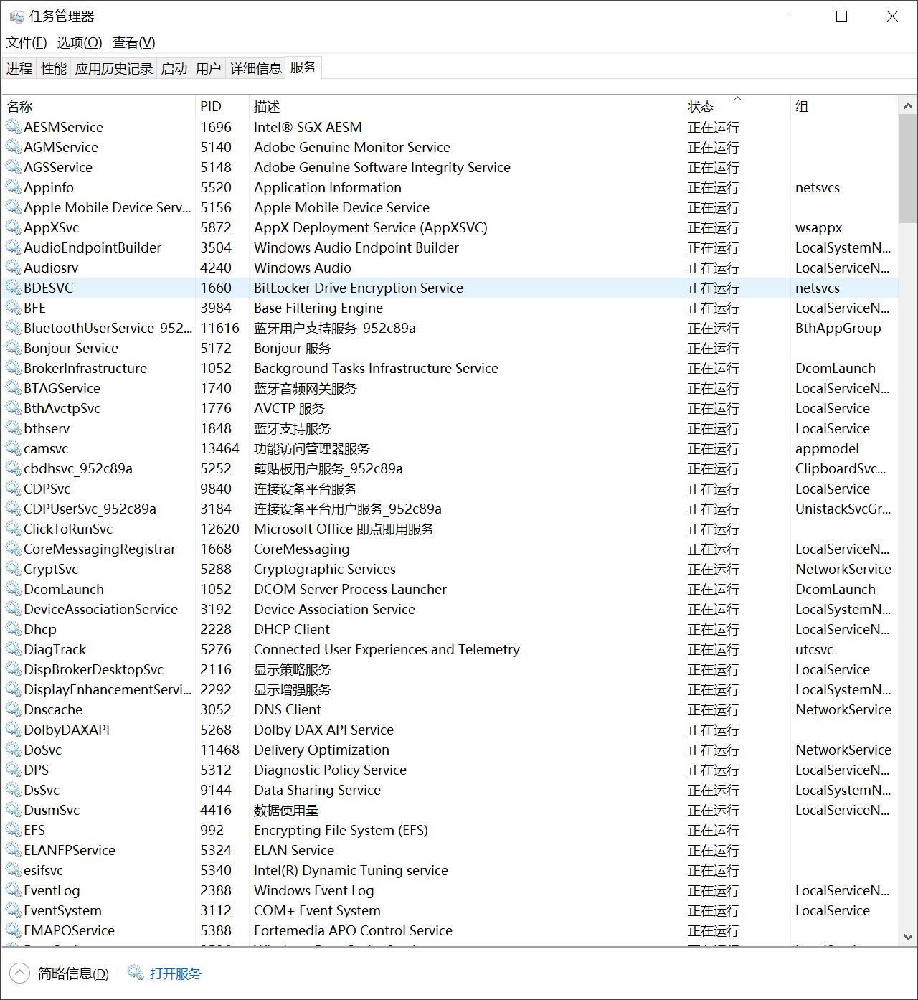 任务管理器
文件(F) 选项(O) 查看(V)
进程 性能 应用历史记录 启动 用户 详细信息 服务
名称 PID 描述 状态 组
AESMService 1696 Intel® SGX AESM 正在运行
AGMService 5140 Adobe Genuine Monitor Service 正在运行
AGSService 5148 Adobe Genuine Software Integrity Service 正在运行
Appinfo 5520 Application Information 正在运行 netsvcs
Apple Mobile Device Serv... 5156 Apple Mobile Device Service 正在运行
AppXSvc 5872 AppX Deployment Service (AppXSVC) 正在运行 wsappx
AudioEndpointBuilder 3504 Windows Audio Endpoint Builder 正在运行 LocalSystemN...
Audiosrv 4240 Windows Audio 正在运行 LocalServiceN...
BDESVC 1660 BitLocker Drive Encryption Service 正在运行 netsvcs
BFE 3984 Base Filtering Engine 正在运行 LocalServiceN...
BluetoothUserService_952... 11616 蓝牙用户支持服务_952c89a 正在运行 BthAppGroup
Bonjour Service 5172 Bonjour 服务 正在运行
BrokerInfrastructure 1052 Background Tasks Infrastructure Service 正在运行 DcomLaunch
BTAGService 1740 蓝牙音频网关服务 正在运行 LocalServiceN...
BthAvctpSvc 1776 AVCTP 服务 正在运行 LocalService
bthserv 1848 蓝牙支持服务 正在运行 LocalService
camsvc 13464 功能访问管理器服务 正在运行 appmodel
cbdhsvc_952c89a 5252 剪贴板用户服务_952c89a 正在运行 ClipboardSvc...
CDPSvc 9840 连接设备平台服务 正在运行 LocalService
CDPUserSvc_952c89a 3184 连接设备平台用户服务_952c89a 正在运行 UnistackSvcGr...
ClickToRunSvc 12620 Microsoft Office 即点即用服务 正在运行
CoreMessagingRegistrar 1668 CoreMessaging 正在运行 LocalServiceN...
CryptSvc 5288 Cryptographic Services 正在运行 NetworkService
DcomLaunch 1052 DCOM Server Process Launcher 正在运行 DcomLaunch
DeviceAssociationService 3192 Device Association Service 正在运行 LocalSystemN...
Dhcp 2228 DHCP Client 正在运行 LocalServiceN...
DiagTrack 5276 Connected User Experiences and Telemetry 正在运行 utcsvc
DispBrokerDesktopSvc 2116 显示策略服务 正在运行 LocalService
DisplayEnhancementServi... 2292 显示增强服务 正在运行 LocalSystemN...
Dnscache 3052 DNS Client 正在运行 NetworkService
DolbyDAXAPI 5268 Dolby DAX API Service 正在运行
DoSvc 11468 Delivery Optimization 正在运行 NetworkService
DPS 5312 Diagnostic Policy Service 正在运行 LocalServiceN...
DsSvc 9144 Data Sharing Service 正在运行 LocalSystemN...
DusmSvc 4416 数据使用量 正在运行 LocalServiceN...
EFS 992 Encrypting File System (EFS) 正在运行
ELANFPService 5324 ELAN Service 正在运行
esifsvc 5340 Intel(R) Dynamic Tuning service 正在运行
EventLog 2388 Windows Event Log 正在运行 LocalServiceN...
EventSystem 3112 COM+ Event System 正在运行 LocalService
FMAPOService 5388 Fortemedia APO Control Service 正在运行
简略信息(D) 打开服务